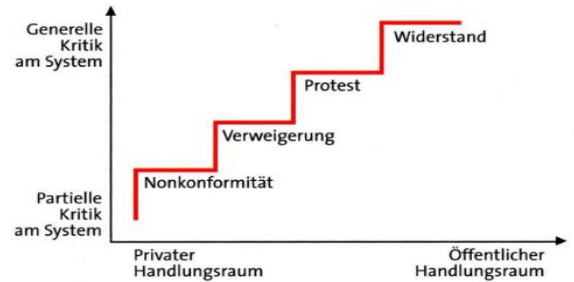 Generelle
Kritik
am System
Widerstand
Protest
Verweigerung
Nonkonformität
Partielle
Kritik
am System
Privater
Handlungsraum
Öffentlicher
Handlungsraum